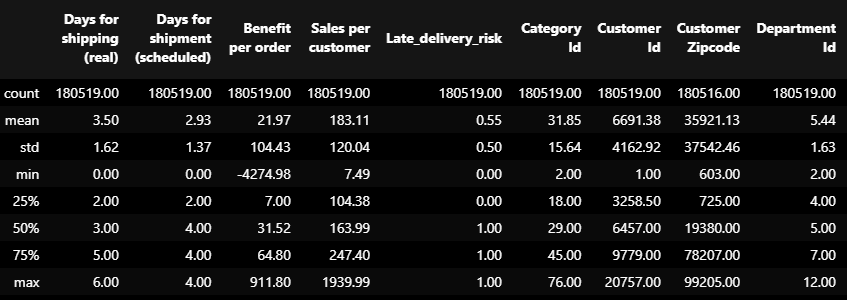 Days for shipping (real) Days for shipment (scheduled) Benefit per order Sales per customer Late_delivery_risk Category Id Customer Id Customer Zipcode Department Id
count 180519.00 180519.00 180519.00 180519.00 180519.00 180519.00 180519.00 180516.00 180519.00
mean 3.50 2.93 21.97 183.11 0.55 31.85 6691.38 35921.13 5.44
std 1.62 1.37 104.43 120.04 0.50 15.64 4162.92 37542.46 1.63
min 0.00 0.00 -4274.98 7.49 0.00 2.00 1.00 603.00 2.00
25% 2.00 2.00 7.00 104.38 0.00 18.00 3258.50 725.00 4.00
50% 3.00 4.00 31.52 163.99 1.00 29.00 6457.00 19380.00 5.00
75% 5.00 4.00 64.80 247.40 1.00 45.00 9779.00 78207.00 7.00
max 6.00 4.00 911.80 1939.99 1.00 76.00 20757.00 99205.00 12.00